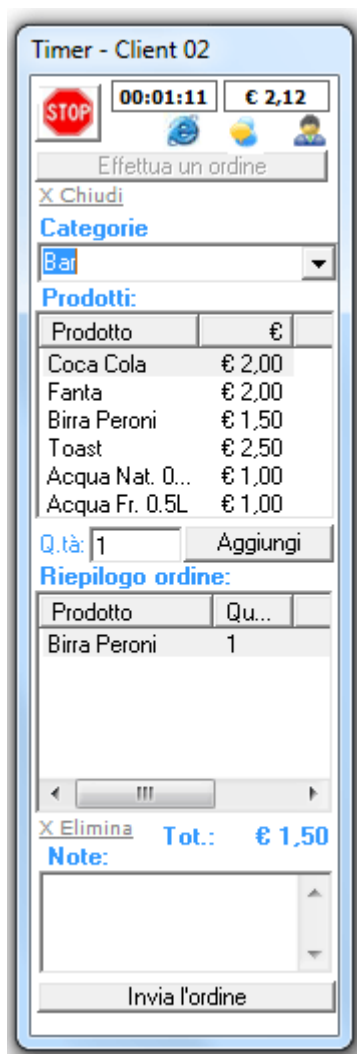 Timer - Client 02
STOP 00:01:11 € 2,12
Effettua un ordine
X Chiudi
Categorie
Bar
Prodotti:
Prodotto €
Coca Cola € 2,00
Fanta € 2,00
Birra Peroni € 1,50
Toast € 2,50
Acqua Nat. 0... € 1,00
Acqua Fr. 0.5L € 1,00
Q.tà: 1 Aggiungi
Riepilogo ordine:
Prodotto Qu...
Birra Peroni 1
X Elimina Tot.: € 1,50
Note:
Invia l'ordine